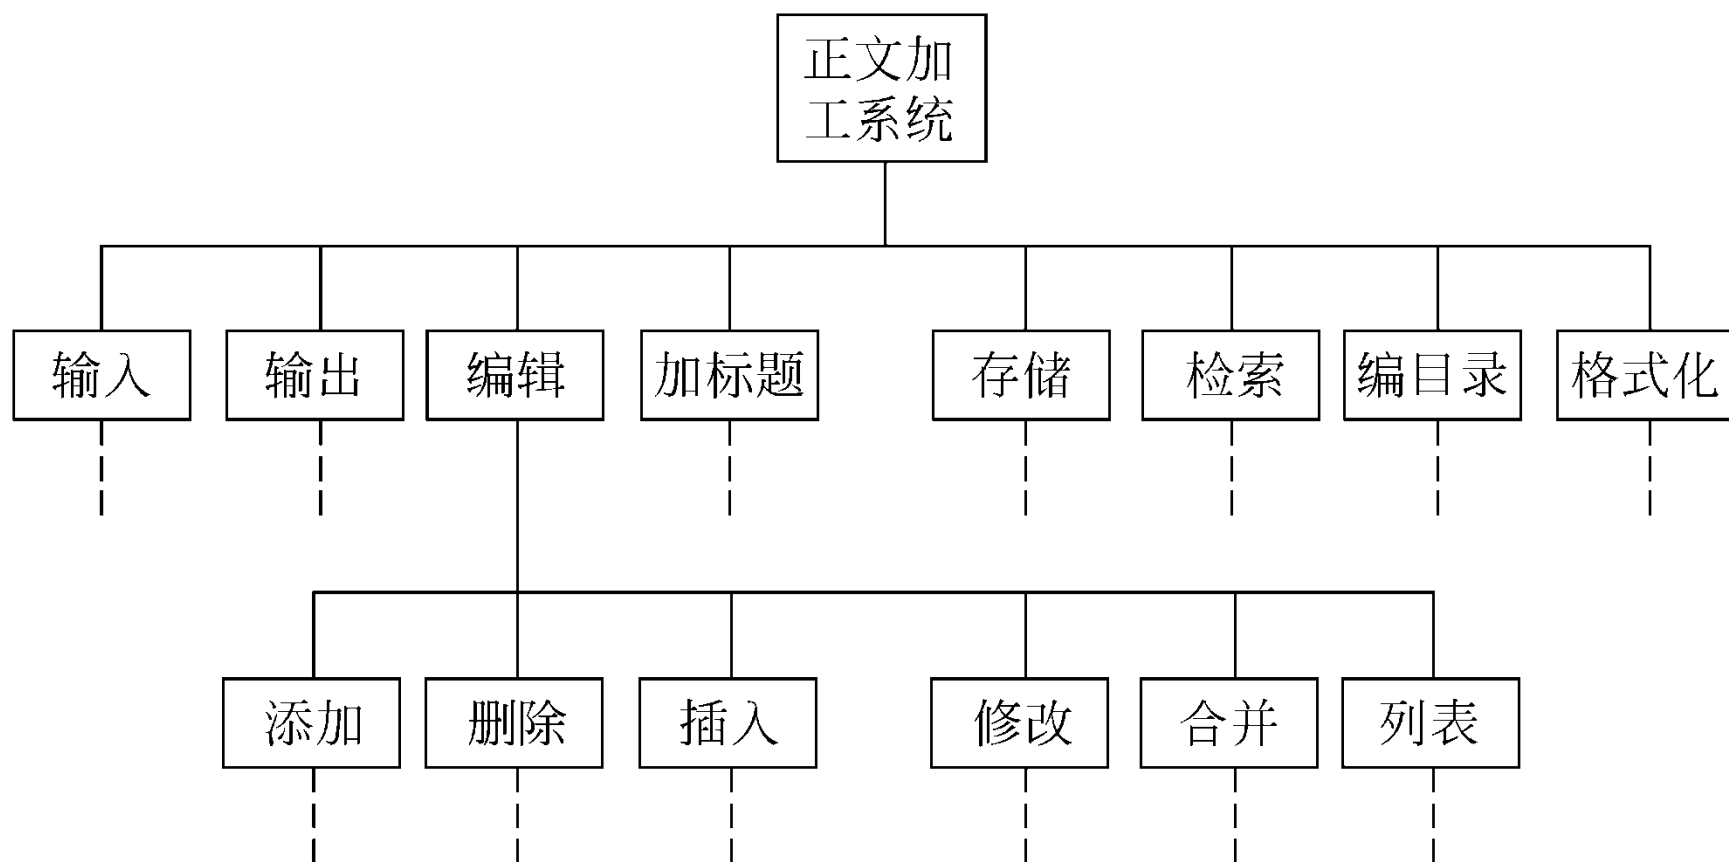 正文加
工系统
输入
输出
编辑
加标题
存储
检索
编目录
格式化
添加
删除
插入
修改
合并
列表